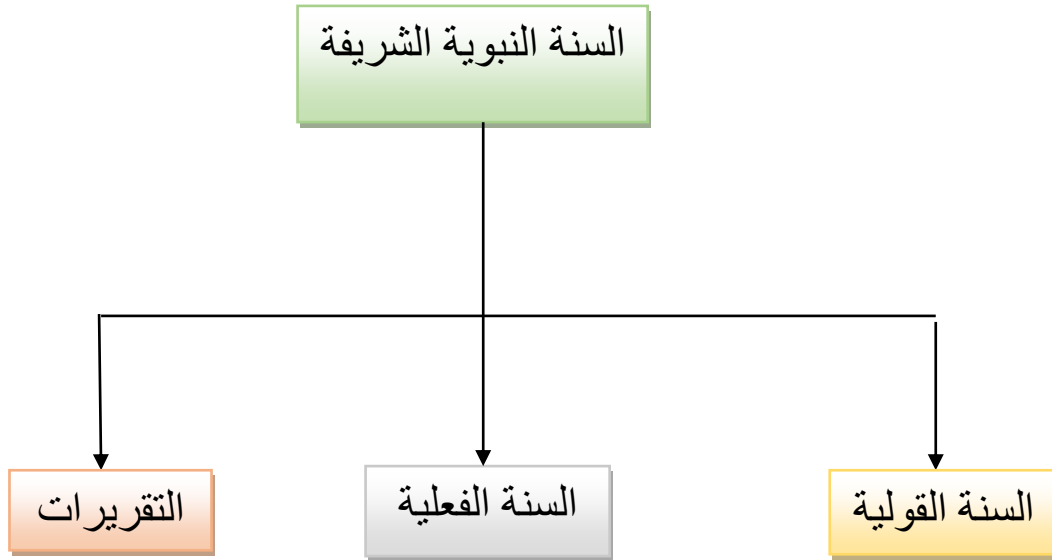 السنة النبوية الشريفة
السنة القولية
السنة الفعلية
التقريرات